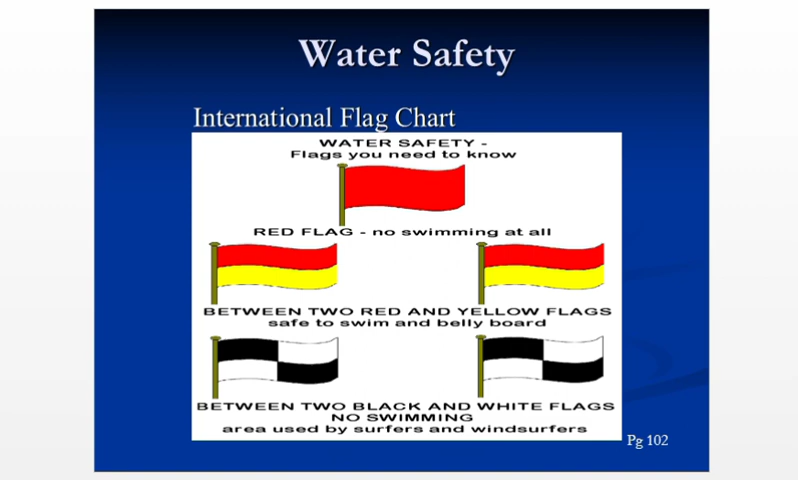 Water Safety
International Flag Chart
WATER SAFETY -
Flags you need to know
RED FLAG - no swimming at all
BETWEEN TWO RED AND YELLOW FLAGS
safe to swim and belly board
BETWEEN TWO BLACK AND WHITE FLAGS
NO SWIMMING
area used by surfers and windsurfers
Pg 102